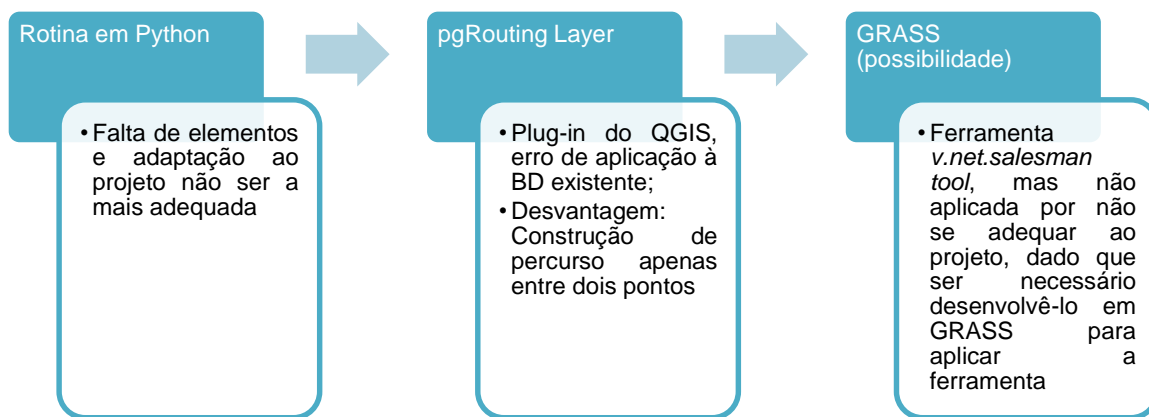 Rotina em Python
• Falta de elementos
e adaptação ao
projeto não ser a
mais adequada
pgRouting Layer
• Plug-in do QGIS,
erro de aplicação à
BD existente;
• Desvantagem:
Construção de
percurso apenas
entre dois pontos
GRASS
(possibilidade)
• Ferramenta
v.net.salesman
tool, mas não
aplicada por não
se adequar ao
projeto, dado que
ser necessário
desenvolvê-lo em
GRASS para
aplicar a
ferramenta